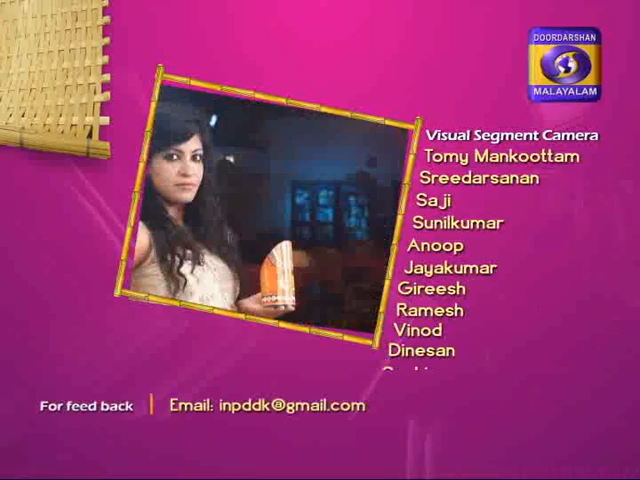 DOORDARSHAN
MALAYALAM
Visual Segment Camera
Tomy Mankoottam
Sreedarsanan
Saji
Sunilkumar
Anoop
Jayakumar
Gireesh
Ramesh
Vinod
Dinesan
For feed back | Email: inpddk@gmail.com